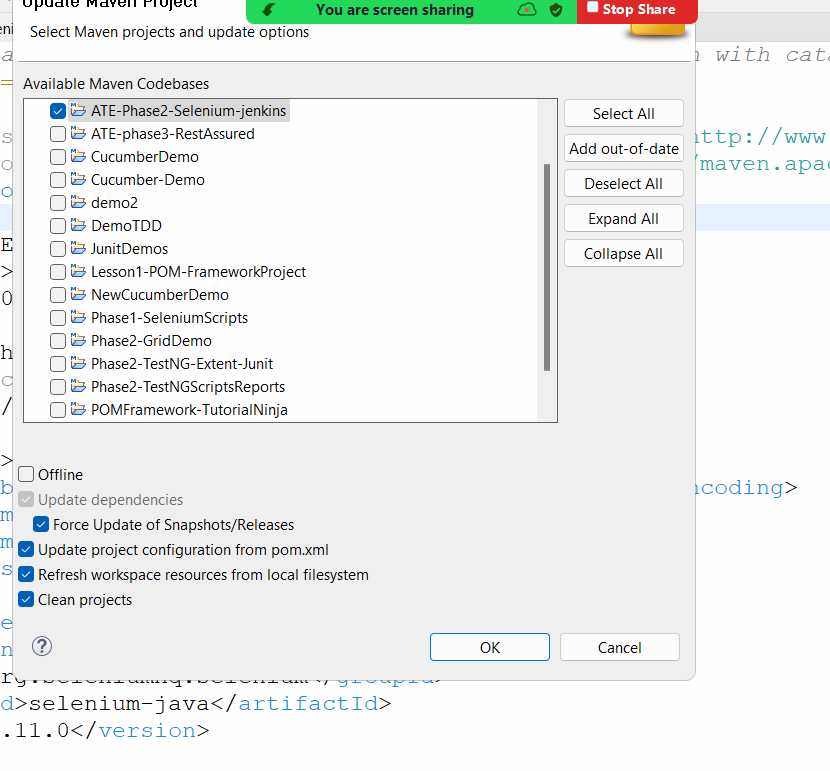 Update Maven Project
You are screen sharing
Stop Share
Select Maven projects and update options
with cata
Available Maven Codebases
ATE-Phase2-Selenium-jenkins
ATE-phase3-RestAssured
CucumberDemo
Cucumber-Demo
demo2
DemoTDD
JunitDemos
Lesson1-POM-FrameworkProject
NewCucumberDemo
Phase1-SeleniumScripts
Phase2-GridDemo
Phase2-TestNG-Extent-Junit
Phase2-TestNGScriptsReports
POMFramework-TutorialNinja
Select All
Add out-of-date
Deselect All
Expand All
Collapse All
ttp://www
/maven.apac
Offline
Update dependencies
Force Update of Snapshots/Releases
Update project configuration from pom.xml
Refresh workspace resources from local filesystem
Clean projects
ncoding>
?
OK
Cancel
rg.seleniumhq.selenium</groupId>
d>selenium-java</artifactId>
.11.0</version>